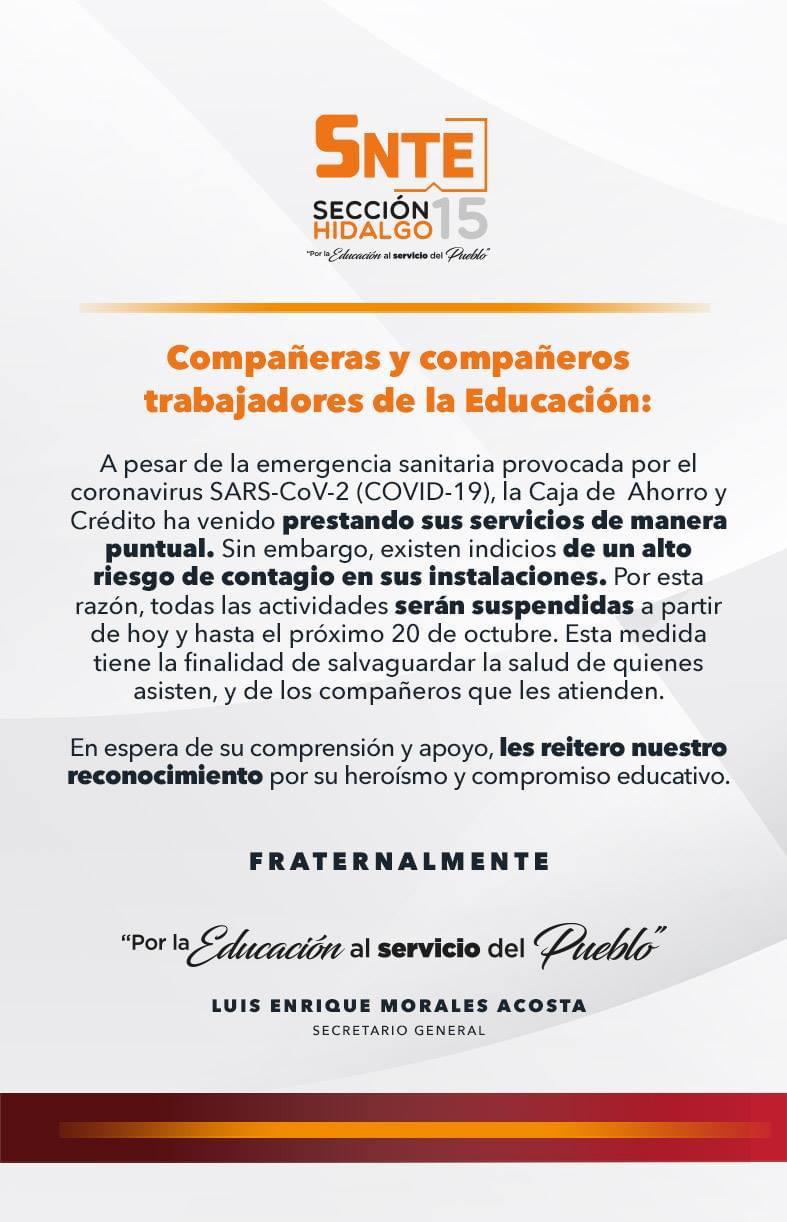 SNTE
SECCIÓN 15
HIDALGO
"Por la Educación al servicio del Pueblo"
Compañeras y compañeros
trabajadores de la Educación:
A pesar de la emergencia sanitaria provocada por el
coronavirus SARS-CoV-2 (COVID-19), la Caja de Ahorro y
Crédito ha venido prestando sus servicios de manera
puntual. Sin embargo, existen indicios de un alto
riesgo de contagio en sus instalaciones. Por esta
razón, todas las actividades serán suspendidas a partir
de hoy y hasta el próximo 20 de octubre. Esta medida
tiene la finalidad de salvaguardar la salud de quienes
asisten, y de los compañeros que les atienden.
En espera de su comprensión y apoyo, les reitero nuestro
reconocimiento por su heroísmo y compromiso educativo.
FRATERNALMENTE
"Por la Educación al servicio del Pueblo"
LUIS ENRIQUE MORALES ACOSTA
SECRETARIO GENERAL